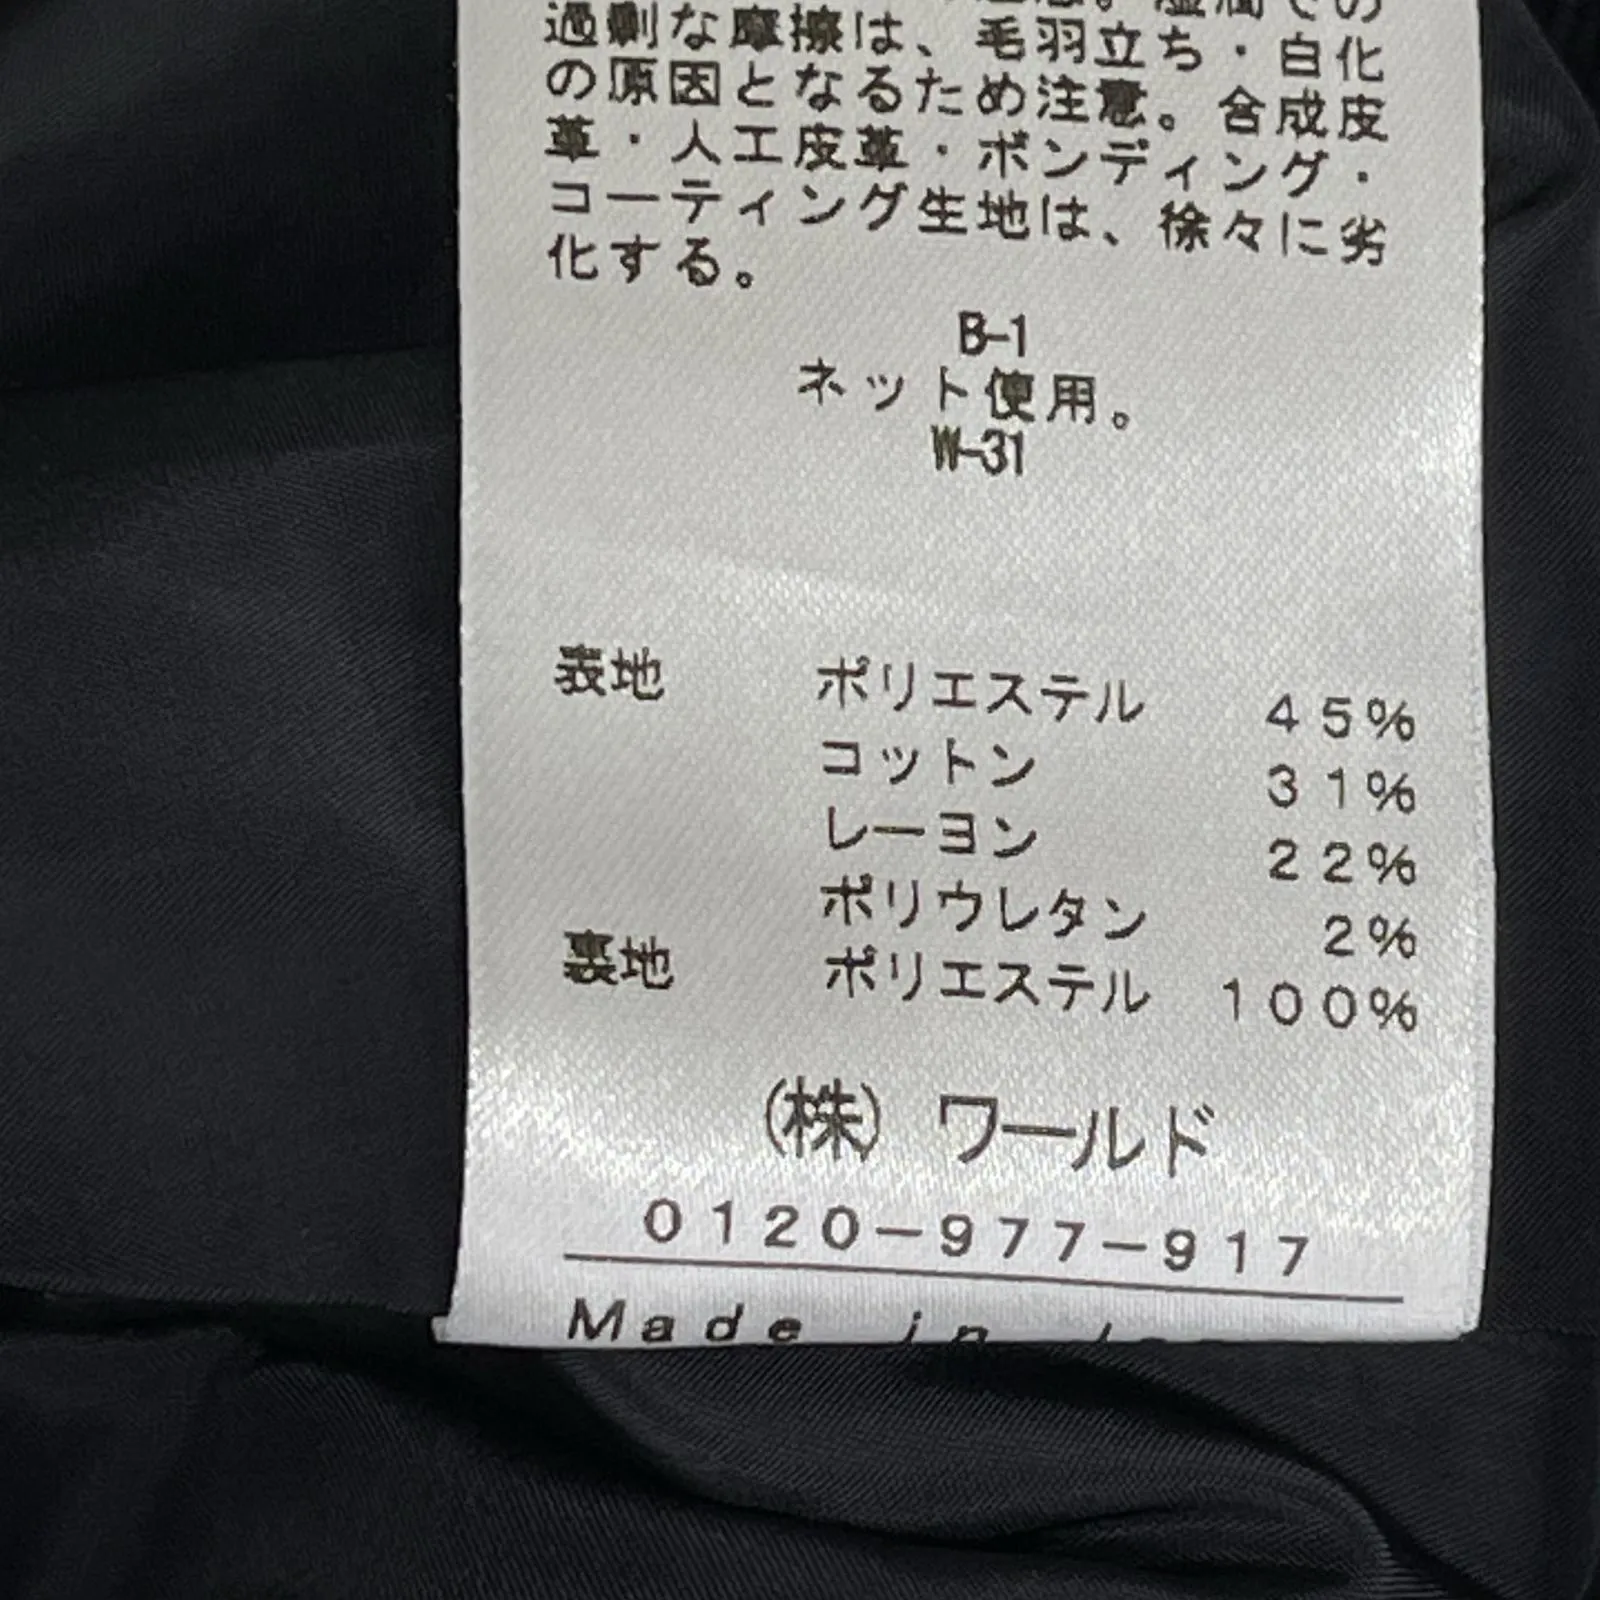 過剰な摩擦は、毛羽立ち・白化
の原因となるため注意。合成皮
革・人工皮革・ボンディング・
コーティング生地は、徐々に劣
化する。
B-1
ネット使用。
W-31
表地 ポリエステル 45%
コットン 31%
レーヨン 22%
ポリウレタン 2%
裏地 ポリエステル 100%
(株) ワールド
0120-977-917
Made in